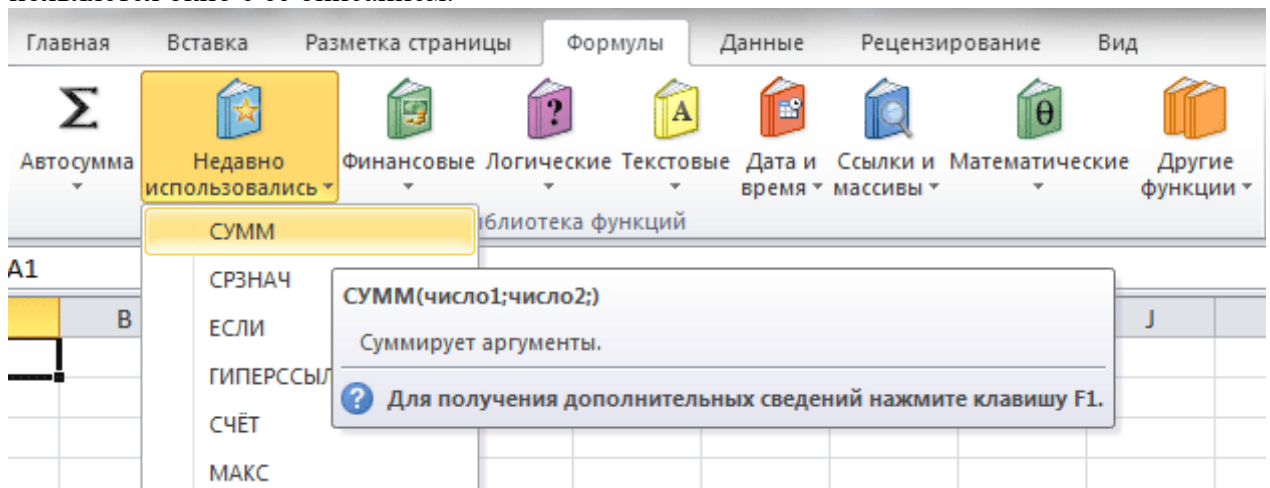 Главная Вставка Разметка страницы Формулы Данные Рецензирование Вид
Σ ? A θ
Автосумма Недавно использовались Финансовые Логические Текстовые Дата и время Ссылки и массивы Математические Другие функции
СУММ
A1
СРЗНАЧ
СУММ(число1;число2;)
B J
ЕСЛИ
Суммирует аргументы.
ГИПЕРССЫЛ
? Для получения дополнительных сведений нажмите клавишу F1.
СЧЁТ
МАКС